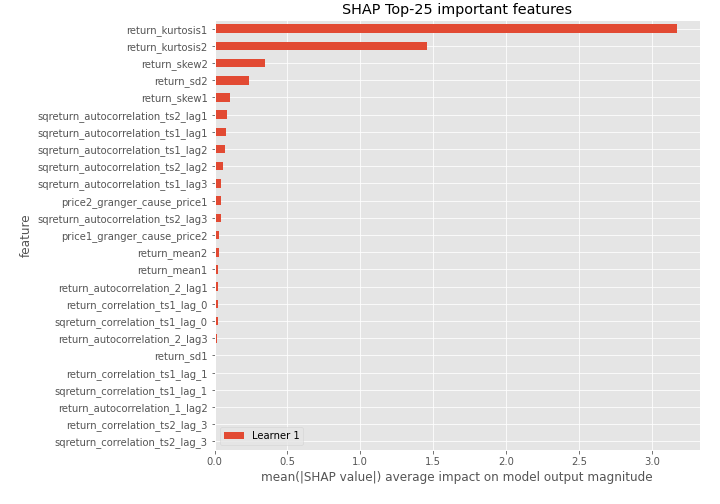 SHAP Top-25 important features
return_kurtosis1
return_kurtosis2
return_skew2
return_sd2
return_skew1
sqreturn_autocorrelation_ts2_lag1
sqreturn_autocorrelation_ts1_lag1
sqreturn_autocorrelation_ts1_lag2
sqreturn_autocorrelation_ts2_lag2
sqreturn_autocorrelation_ts1_lag3
price2_granger_cause_price1
sqreturn_autocorrelation_ts2_lag3
price1_granger_cause_price2
return_mean2
return_mean1
return_autocorrelation_2_lag1
return_correlation_ts1_lag_0
sqreturn_correlation_ts1_lag_0
return_autocorrelation_2_lag3
return_sd1
return_correlation_ts1_lag_1
sqreturn_correlation_ts1_lag_1
return_autocorrelation_1_lag2
return_correlation_ts2_lag_3
sqreturn_correlation_ts2_lag_3
feature
Learner 1
0.0 0.5 1.0 1.5 2.0 2.5 3.0
mean(|SHAP value|) average impact on model output magnitude